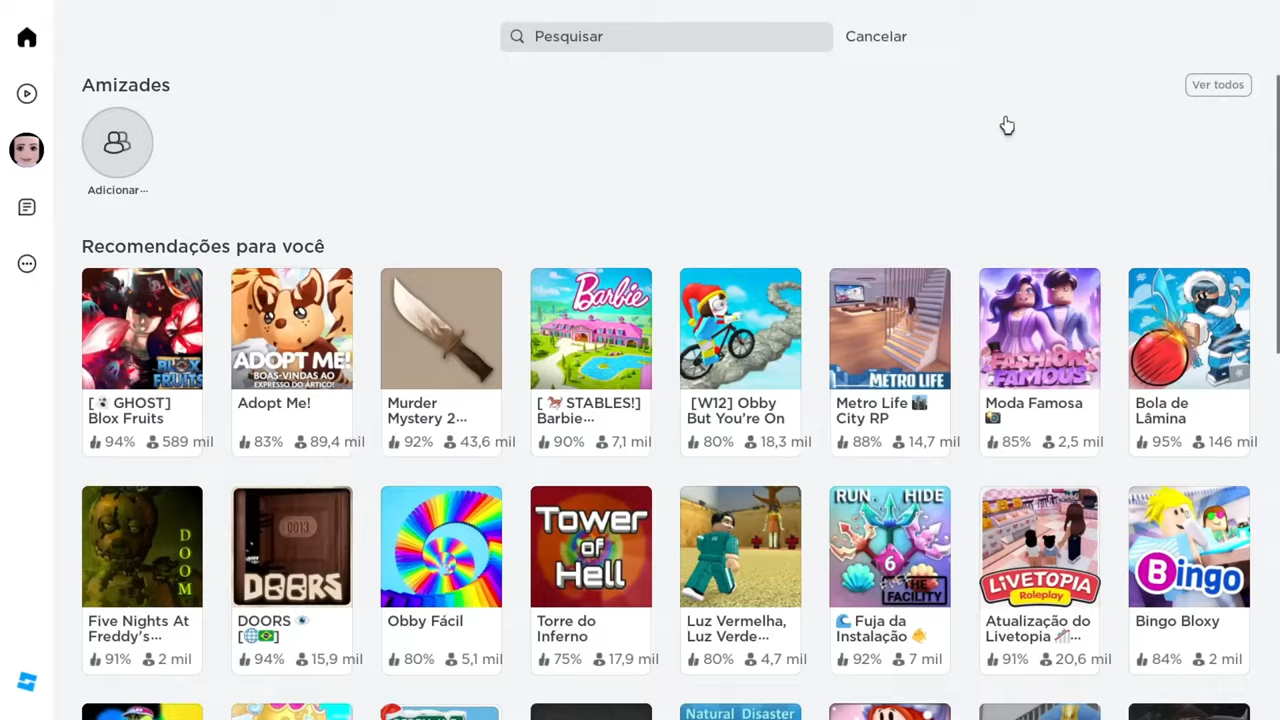 Pesquisar
Cancelar
Amizades
Ver todos
Adicionar···
Recomendações para você
BLOX
FRUITS
ADOPT ME!
BOAS-VINDAS AO
EXPRESSO DO ÁRTICO!
Barbie
METRO LIFE
FASHION
FAMOUS
[👻 GHOST]
Blox Fruits
94% 589 mil
Adopt Me!
83% 89,4 mil
Murder
Mystery 2···
92% 43,6 mil
[ 🐎 STABLES!]
Barbie···
90% 7,1 mil
[W12] Obby
But You're On
80% 18,3 mil
Metro Life 🏙️
City RP
88% 14,7 mil
Moda Famosa
📸
85% 2,5 mil
Bola de
Lâmina
95% 146 mil
DOOM
0013
DOORS
Tower
of
Hell
RUN HIDE
6
THE
FACILITY
LIVETOPIA
Roleplay
Bingo
Five Nights At
Freddy's···
91% 2 mil
DOORS 👁️
[🌐🇧🇷]
94% 15,9 mil
Obby Fácil
80% 5,1 mil
Torre do
Inferno
75% 17,9 mil
Luz Vermelha,
Luz Verde···
80% 4,7 mil
🌊 Fuja da
Instalação 🐠
92% 7 mil
Atualização do
Livetopia 🎢···
91% 20,6 mil
Bingo Bloxy
84% 2 mil
Natural Disaster